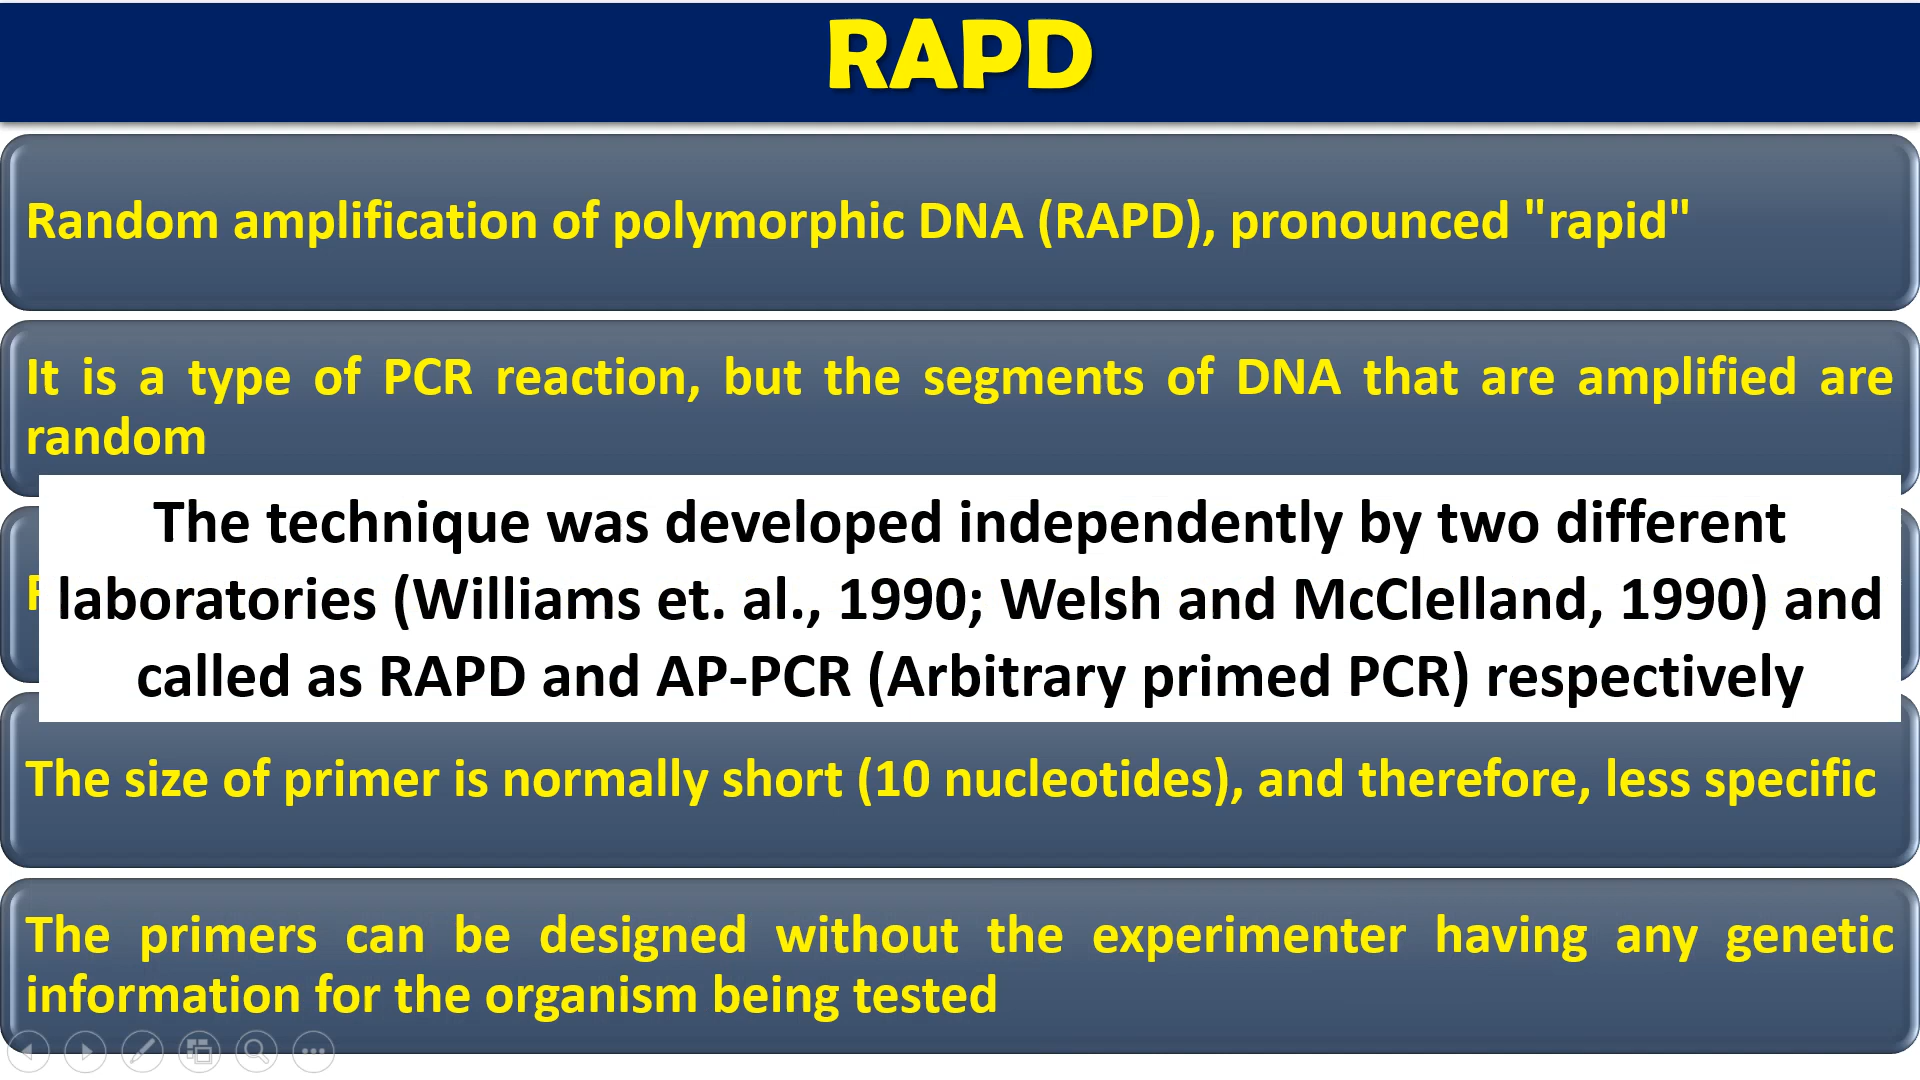 RAPD
Random amplification of polymorphic DNA (RAPD), pronounced "rapid"
It is a type of PCR reaction, but the segments of DNA that are amplified are
random
The technique was developed independently by two different
laboratories (Williams et. al., 1990; Welsh and McClelland, 1990) and
called as RAPD and AP-PCR (Arbitrary primed PCR) respectively
The size of primer is normally short (10 nucleotides), and therefore, less specific
The primers can be designed without the experimenter having any genetic
information for the organism being tested